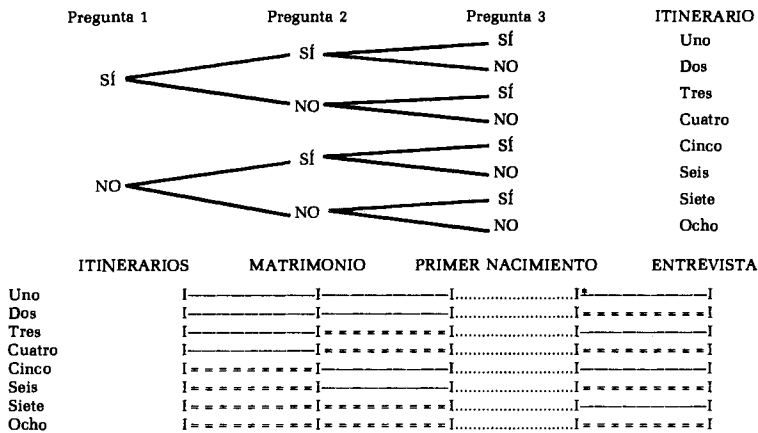 Pregunta 1 Pregunta 2 Pregunta 3 ITINERARIO
SÍ Uno
SÍ
NO Dos
SÍ
SÍ Tres
NO
NO Cuatro
SÍ Cinco
SÍ
NO Seis
NO
SÍ Siete
NO
NO Ocho
ITINERARIOS MATRIMONIO PRIMER NACIMIENTO ENTREVISTA
Uno I—————————I—————————I.......................I*—————————I
Dos I—————————I—————————I.......................I= = = = = = = = =I
Tres I—————————I= = = = = = = = =I.......................I—————————I
Cuatro I—————————I= = = = = = = = =I.......................I= = = = = = = = =I
Cinco I= = = = = = = = =I—————————I.......................I—————————I
Seis I= = = = = = = = =I—————————I.......................I= = = = = = = = =I
Siete I= = = = = = = = =I= = = = = = = = =I.......................I—————————I
Ocho I= = = = = = = = =I= = = = = = = = =I.......................I= = = = = = = = =I